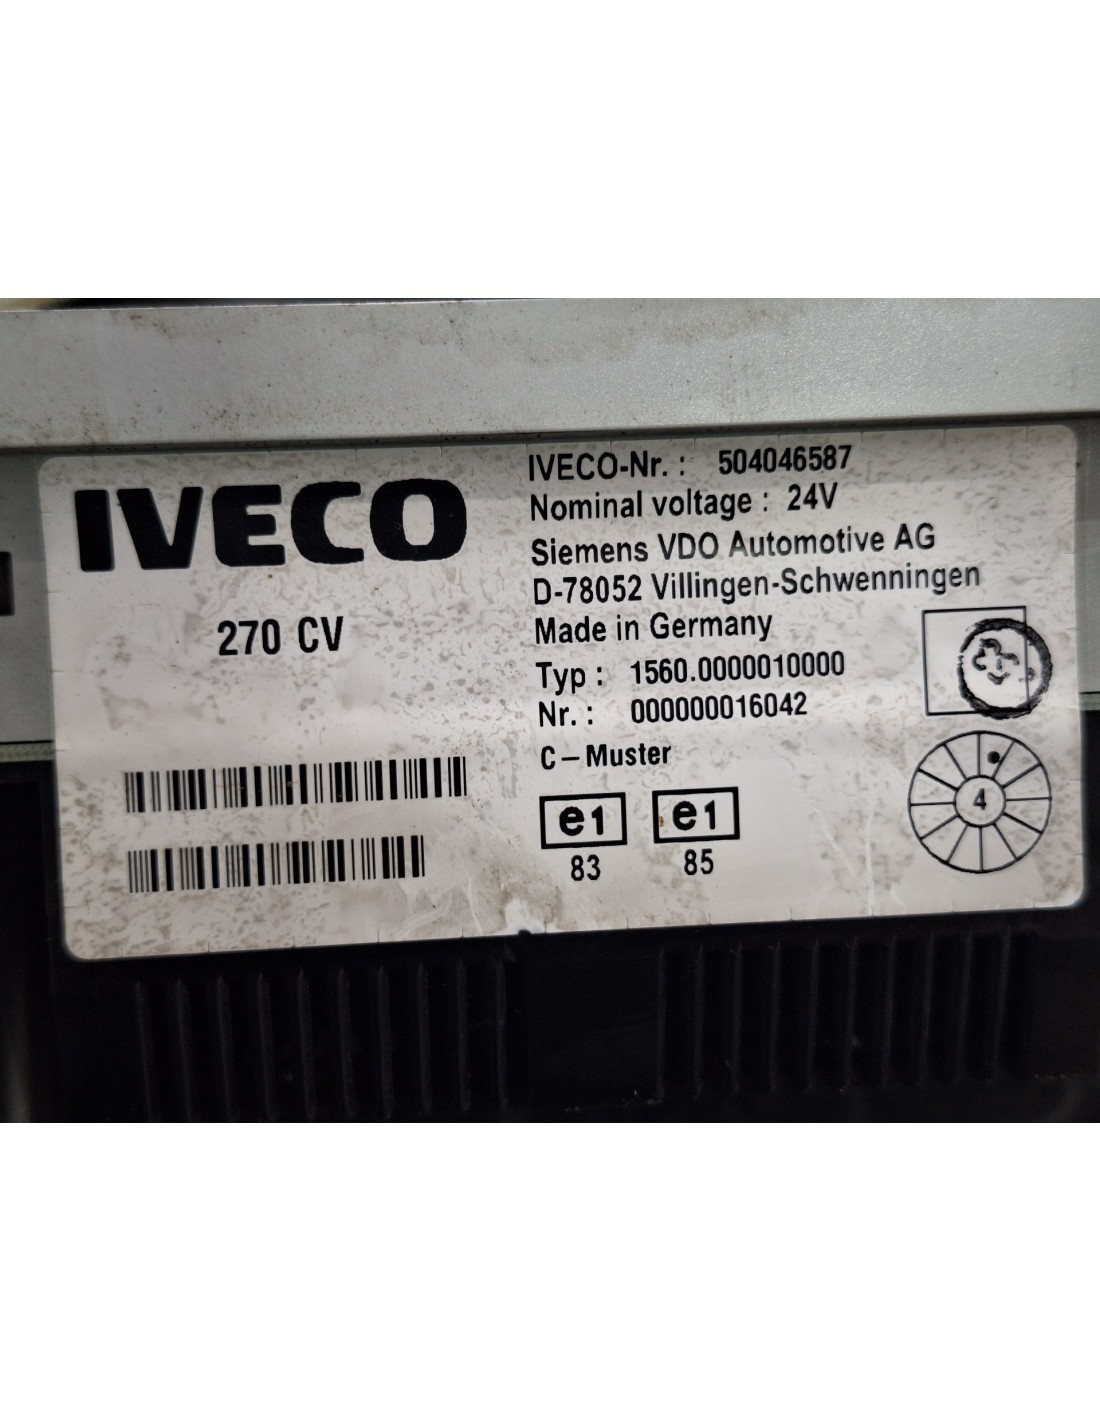 IVECO
270 CV
IVECO-Nr. : 504046587
Nominal voltage : 24V
Siemens VDO Automotive AG
D-78052 Villingen-Schwenningen
Made in Germany
Typ : 1560.0000010000
Nr. : 000000016042
C-Muster
e1 e1
83 85
4